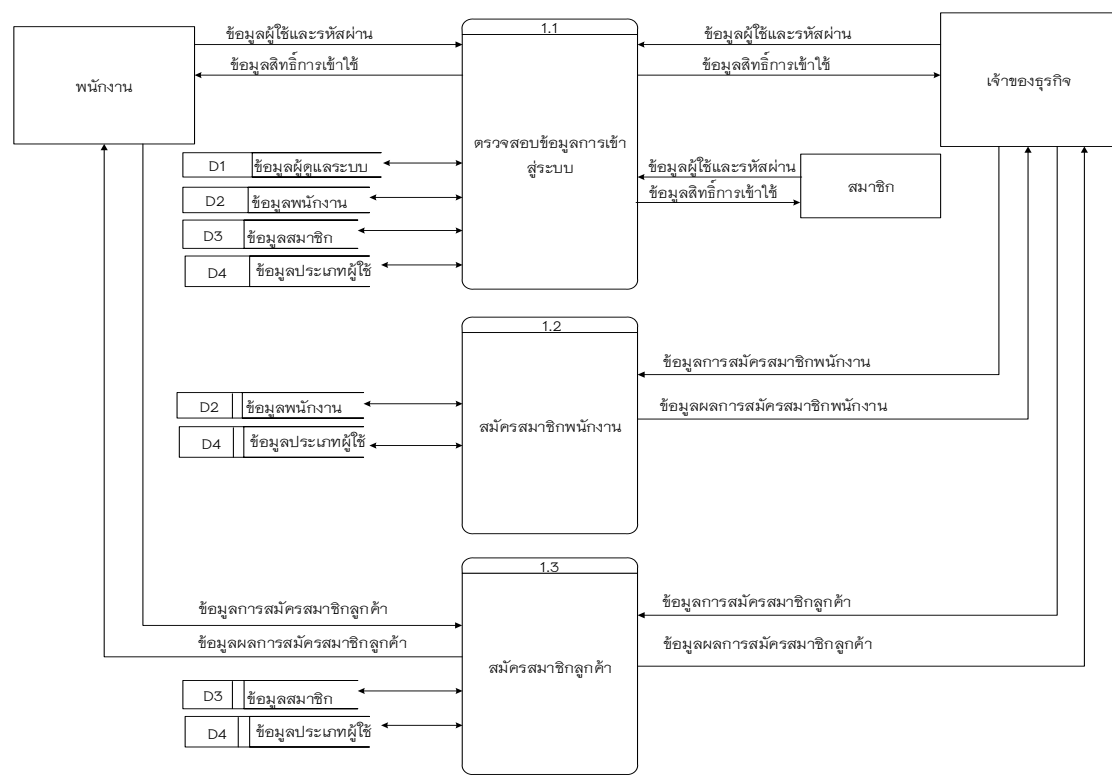 1.1
ข้อมูลผู้ใช้และรหัสผ่าน
ข้อมูลผู้ใช้และรหัสผ่าน
ข้อมูลสิทธิ์การเข้าใช้
ข้อมูลสิทธิ์การเข้าใช้
พนักงาน
เจ้าของธุรกิจ
ตรวจสอบข้อมูลการเข้า
สู่ระบบ
D1 ข้อมูลผู้ดูแลระบบ
ข้อมูลผู้ใช้และรหัสผ่าน
สมาชิก
ข้อมูลสิทธิ์การเข้าใช้
D2 ข้อมูลพนักงาน
D3 ข้อมูลสมาชิก
D4 ข้อมูลประเภทผู้ใช้
1.2
ข้อมูลการสมัครสมาชิกพนักงาน
D2 ข้อมูลพนักงาน
ข้อมูลผลการสมัครสมาชิกพนักงาน
สมัครสมาชิกพนักงาน
D4 ข้อมูลประเภทผู้ใช้
1.3
ข้อมูลการสมัครสมาชิกลูกค้า
ข้อมูลการสมัครสมาชิกลูกค้า
ข้อมูลผลการสมัครสมาชิกลูกค้า
ข้อมูลผลการสมัครสมาชิกลูกค้า
สมัครสมาชิกลูกค้า
D3 ข้อมูลสมาชิก
D4 ข้อมูลประเภทผู้ใช้